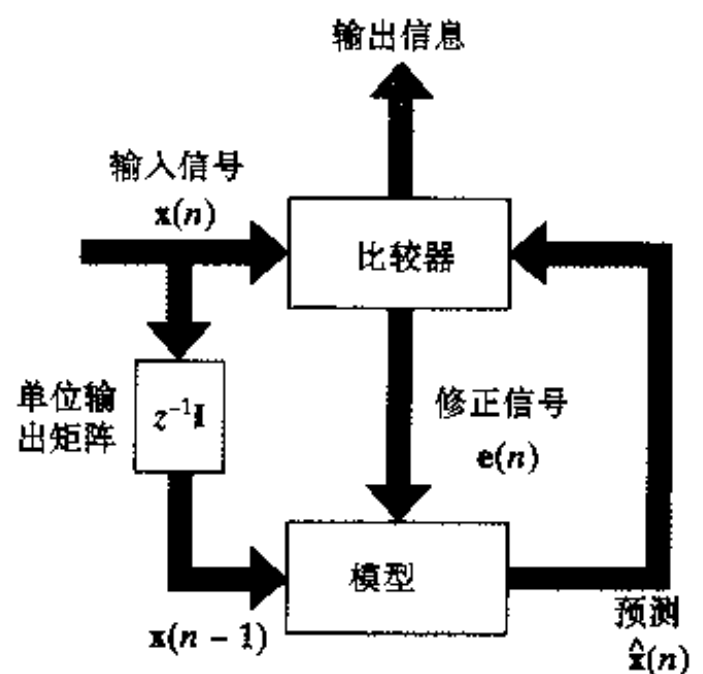 输出信息
输入信号
x(n)
比较器
单位输
出矩阵
z⁻¹I
修正信号
e(n)
模型
x(n − 1)
预测
x̂(n)